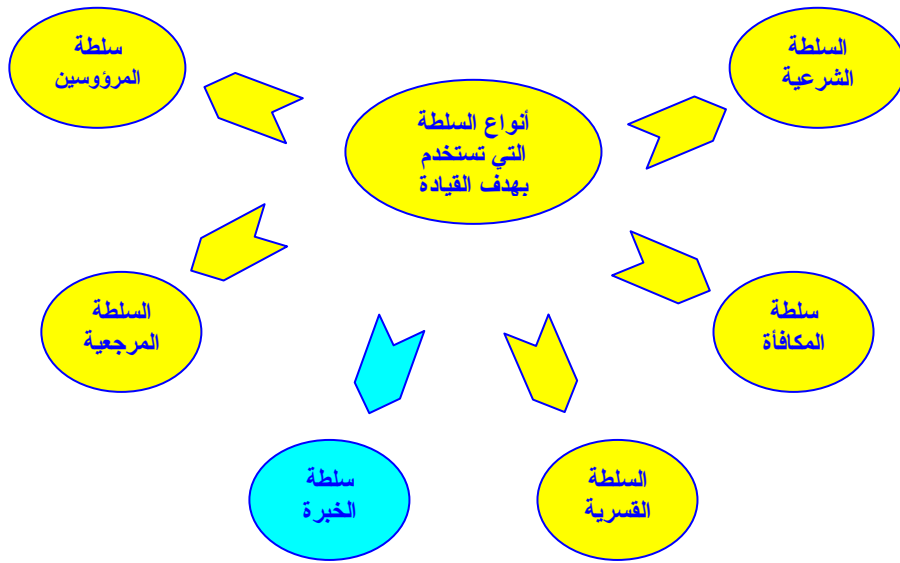 أنواع السلطة
التي تستخدم
بهدف القيادة
السلطة
الشرعية
سلطة
المكافأة
السلطة
القسرية
سلطة
الخبرة
السلطة
المرجعية
سلطة
المرؤوسين